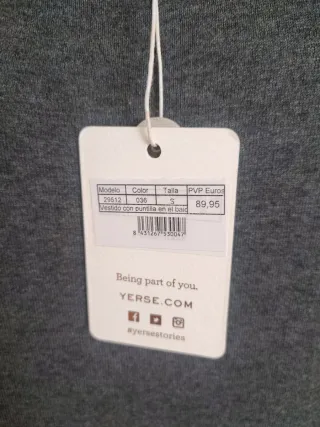 Modelo Color Talla PVP Euros
29612 036 S 89,95
Vestido con puntilla en el bajo
Being part of you.
YERSE.COM
#yersestories